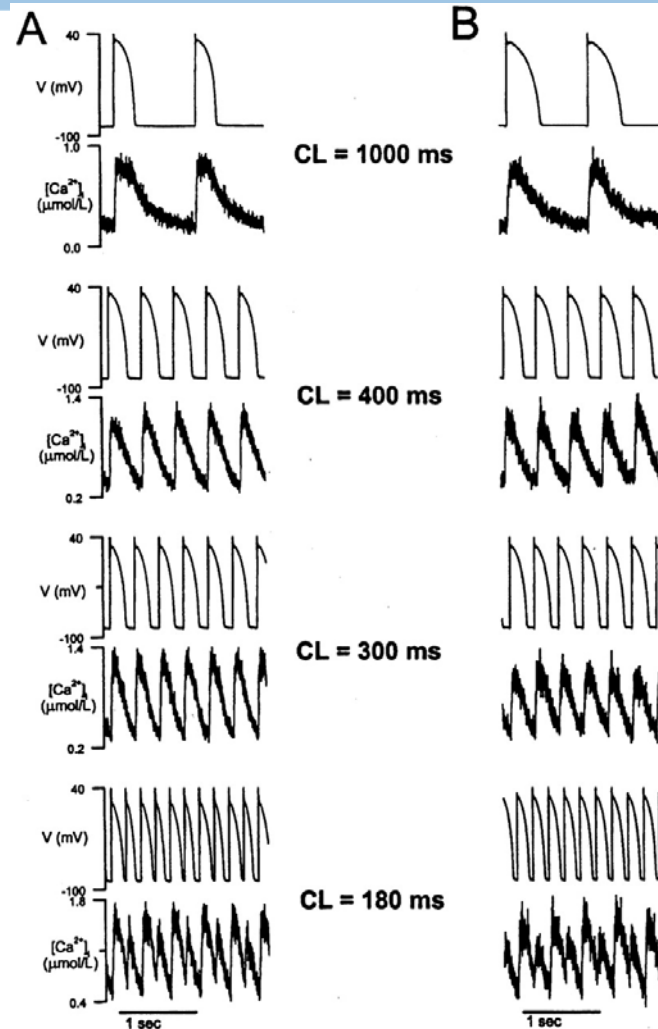 A
B
40
V (mV)
-100
1.0
[Ca²⁺]i
(μmol/L)
0.0
CL = 1000 ms
40
V (mV)
-100
1.4
[Ca²⁺]i
(μmol/L)
0.2
CL = 400 ms
40
V (mV)
-100
1.4
[Ca²⁺]i
(μmol/L)
0.2
CL = 300 ms
40
V (mV)
-100
1.8
[Ca²⁺]i
(μmol/L)
0.4
CL = 180 ms
1 sec
1 sec